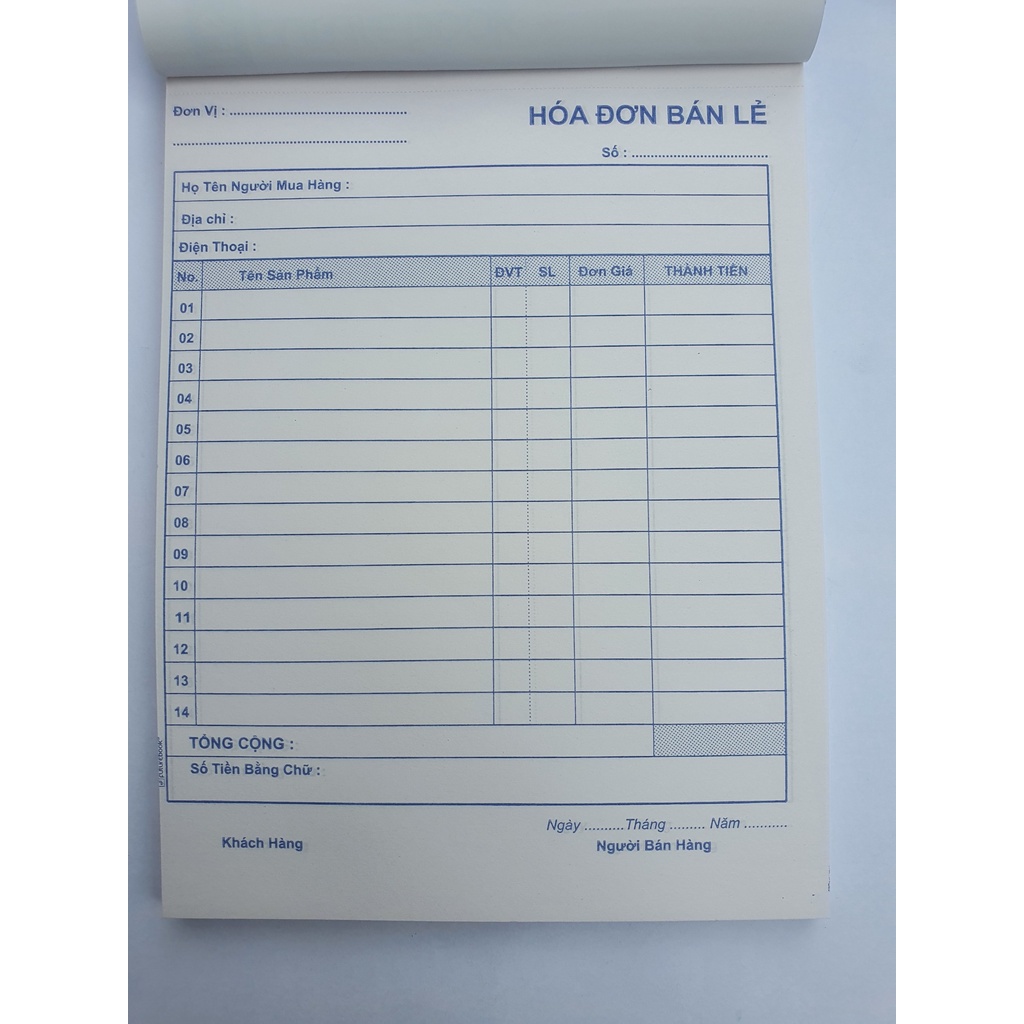 Đơn Vị : ....................................................
....................................................................
HÓA ĐƠN BÁN LẺ
Số : ........................................
Họ Tên Người Mua Hàng :
Địa chỉ :
Điện Thoại :
No. Tên Sản Phẩm ĐVT SL Đơn Giá THÀNH TIỀN
01
02
03
04
05
06
07
08
09
10
11
12
13
14
TỔNG CỘNG :
Số Tiền Bằng Chữ :
Ngày ..........Tháng ......... Năm ...........
Khách Hàng Người Bán Hàng